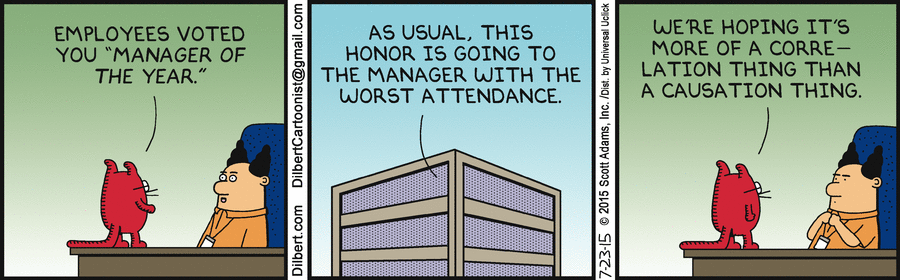 EMPLOYEES VOTED
YOU "MANAGER OF
THE YEAR."
Dilbert.com DilbertCartoonist@gmail.com
AS USUAL, THIS
HONOR IS GOING TO
THE MANAGER WITH THE
WORST ATTENDANCE.
7-23-15 © 2015 Scott Adams, Inc. /Dist. by Universal Uclick
WE'RE HOPING IT'S
MORE OF A CORRE–
LATION THING THAN
A CAUSATION THING.